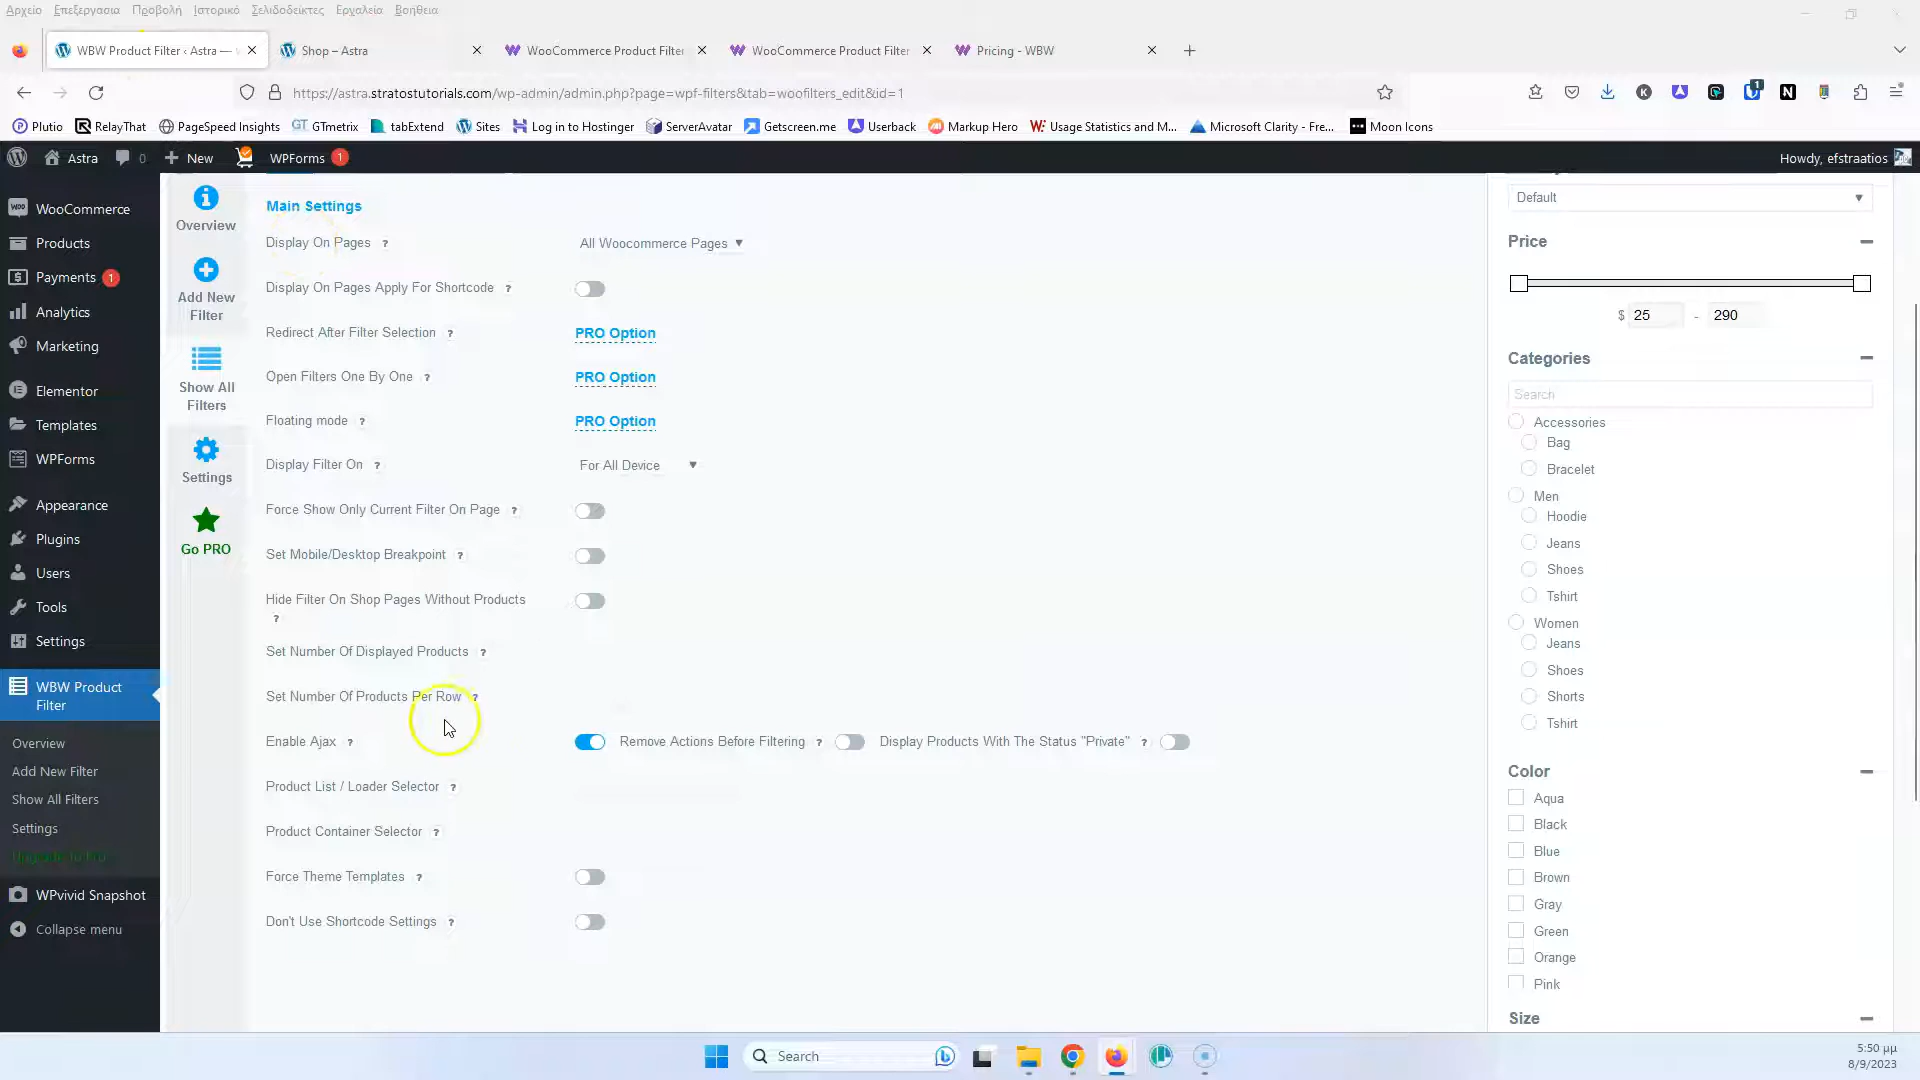 Αρχείο Επεξεργασια Προβολή Ιστορικό Σελιδοδείκτες Εργαλεία Βοήθεια
WBW Product Filter ‹ Astra — Shop – Astra WooCommerce Product Filter WooCommerce Product Filter Pricing - WBW
https://astra.stratostutorials.com/wp-admin/admin.php?page=wpf-filters&tab=woofilters_edit&id=1
Plutio RelayThat PageSpeed Insights GTmetrix tabExtend Sites Log in to Hostinger ServerAvatar Getscreen.me Userback Markup Hero Usage Statistics and M... Microsoft Clarity - Fre... Moon Icons
Astra 0 New WPForms 1 Howdy, efstraatios
WooCommerce
Products
Payments 1
Analytics
Marketing
Elementor
Templates
WPForms
Appearance
Plugins
Users
Tools
Settings
WBW Product
Filter
Overview
Add New Filter
Show All Filters
Settings
Upgrade To Pro
WPvivid Snapshot
Collapse menu
Overview
Add New
Filter
Show All
Filters
Settings
Go PRO
Main Settings
Display On Pages ? All Woocommerce Pages
Display On Pages Apply For Shortcode ?
Redirect After Filter Selection ? PRO Option
Open Filters One By One ? PRO Option
Floating mode ? PRO Option
Display Filter On ? For All Device
Force Show Only Current Filter On Page ?
Set Mobile/Desktop Breakpoint ?
Hide Filter On Shop Pages Without Products
?
Set Number Of Displayed Products ?
Set Number Of Products Per Row ?
Enable Ajax ? Remove Actions Before Filtering ? Display Products With The Status "Private" ?
Product List / Loader Selector ?
Product Container Selector ?
Force Theme Templates ?
Don't Use Shortcode Settings ?
Default
Price
$ 25 - 290
Categories
Search
Accessories
Bag
Bracelet
Men
Hoodie
Jeans
Shoes
Tshirt
Women
Jeans
Shoes
Shorts
Tshirt
Color
Aqua
Black
Blue
Brown
Gray
Green
Orange
Pink
Size
Search
5:50 μμ
8/9/2023